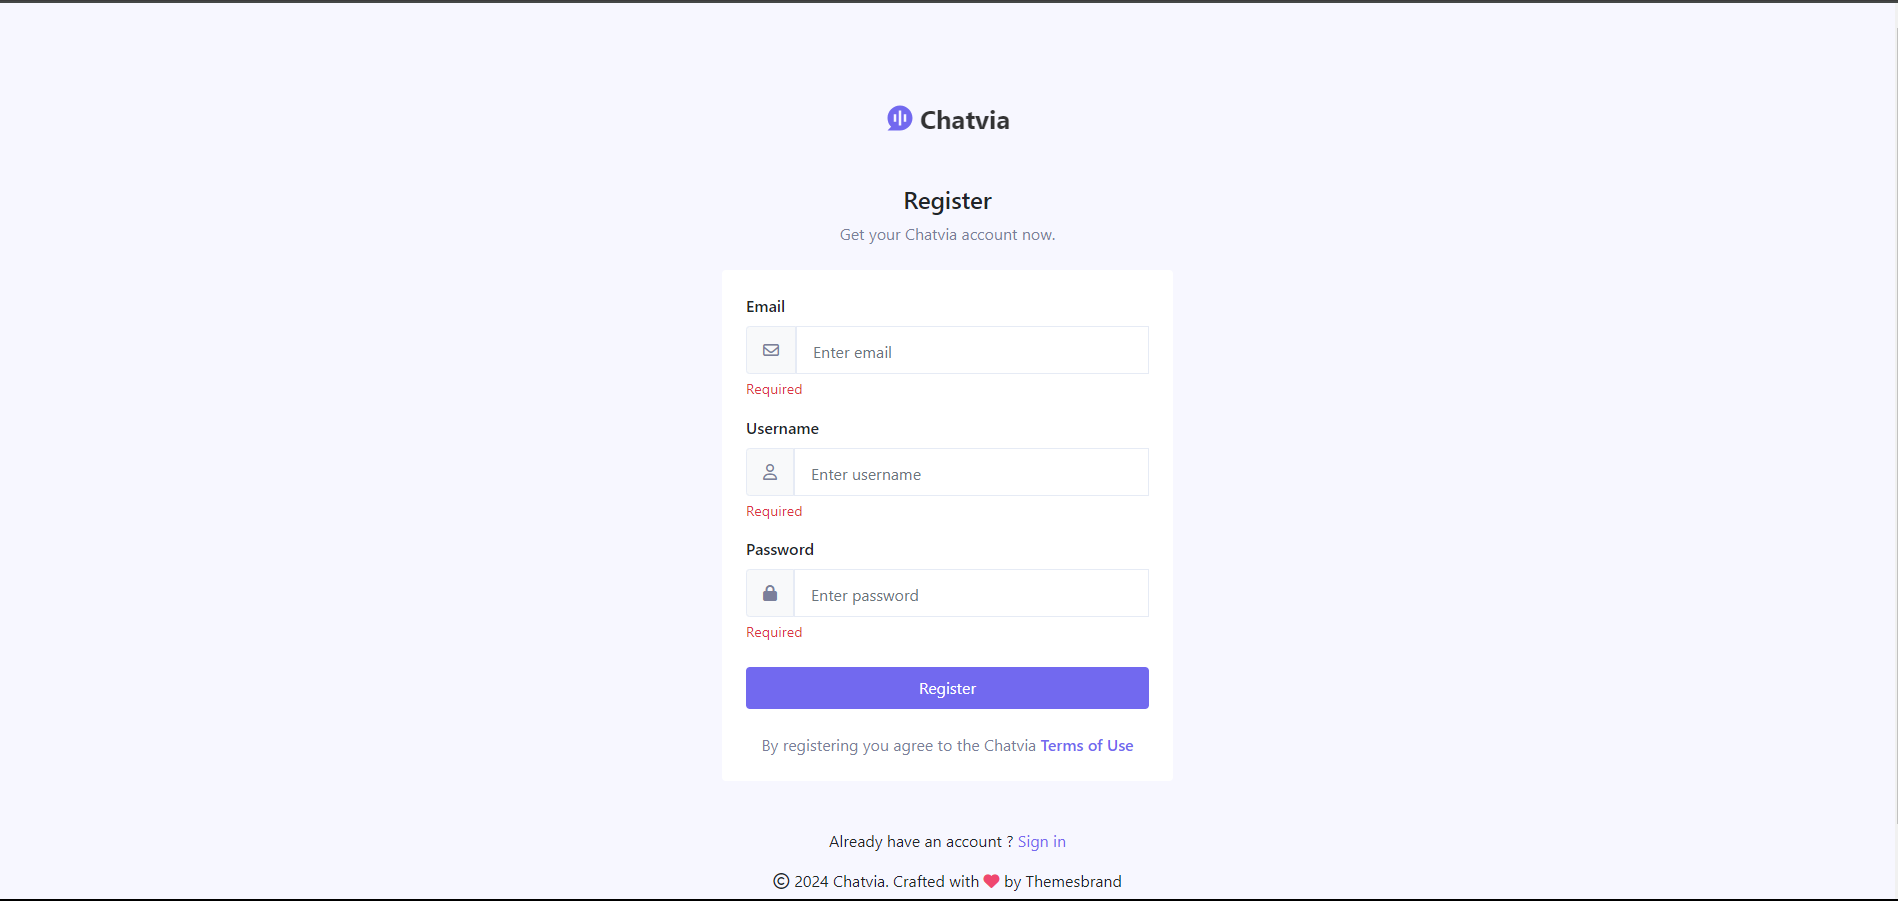 Chatvia
Register
Get your Chatvia account now.
Email
Enter email
Required
Username
Enter username
Required
Password
Enter password
Required
Register
By registering you agree to the Chatvia Terms of Use
Already have an account ? Sign in
© 2024 Chatvia. Crafted with ❤ by Themesbrand